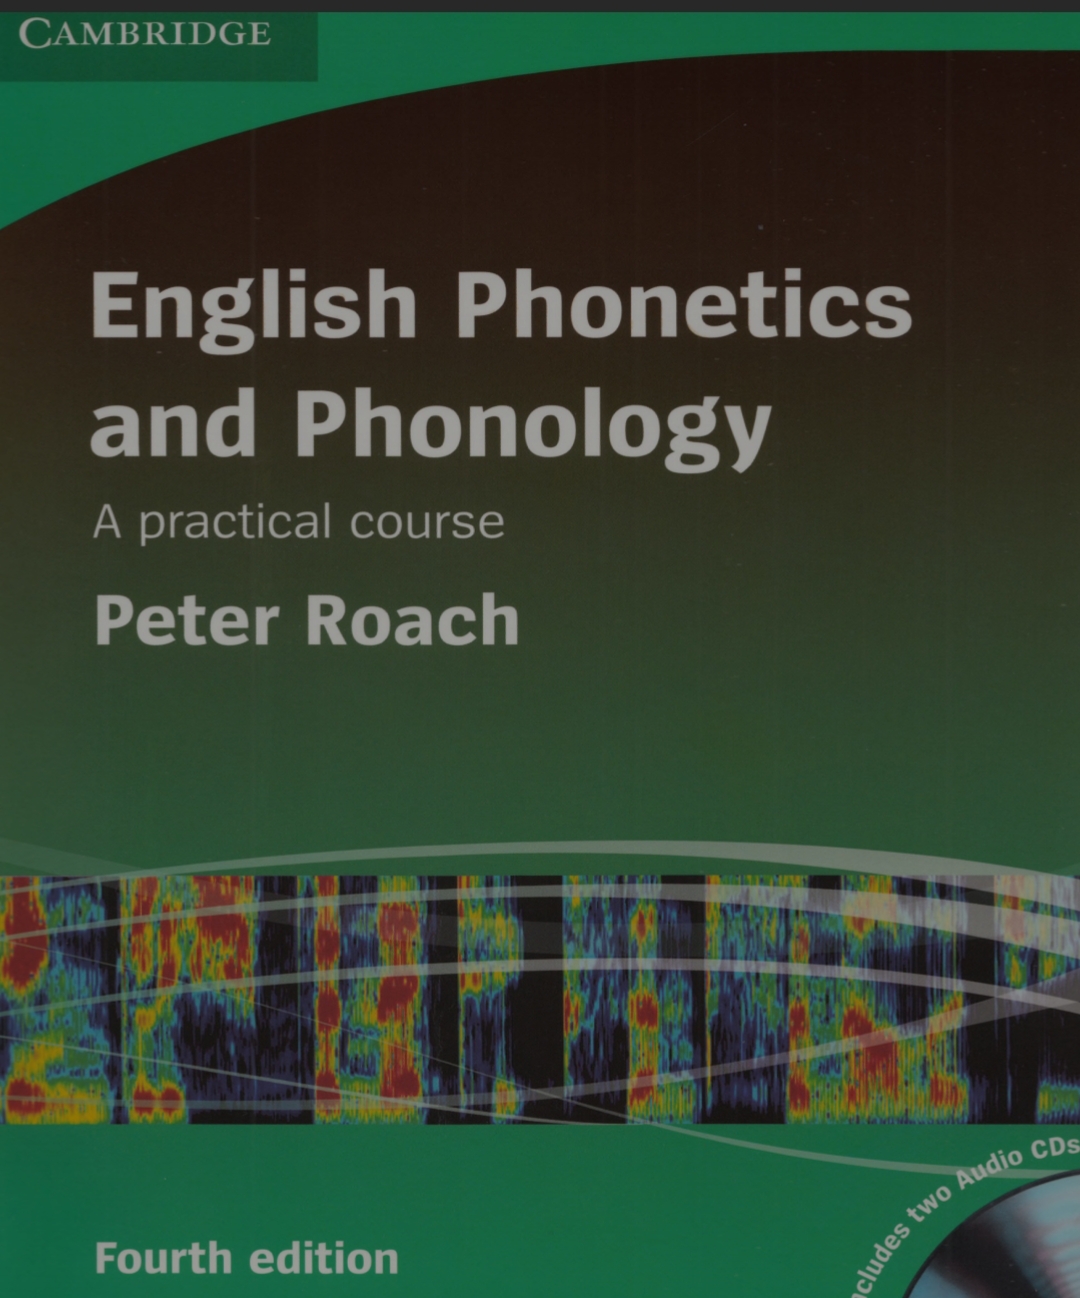 CAMBRIDGE
English Phonetics
and Phonology
A practical course
Peter Roach
Fourth edition
two Audio CDs